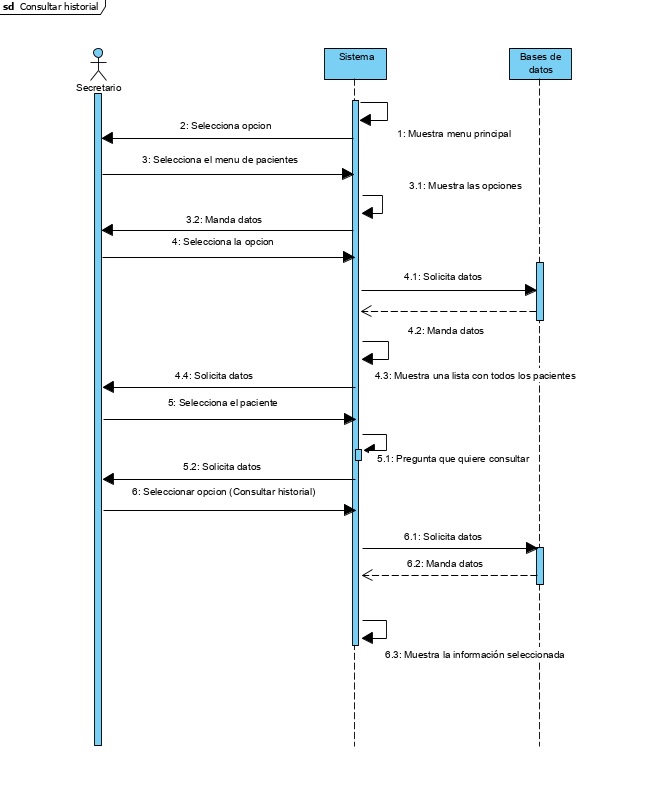 sd Consultar historial
Secretario
Sistema
Bases de
datos
1: Muestra menu principal
2: Selecciona opcion
3: Selecciona el menu de pacientes
3.1: Muestra las opciones
3.2: Manda datos
4: Selecciona la opcion
4.1: Solicita datos
4.2: Manda datos
4.3: Muestra una lista con todos los pacientes
4.4: Solicita datos
5: Selecciona el paciente
5.1: Pregunta que quiere consultar
5.2: Solicita datos
6: Seleccionar opcion (Consultar historial)
6.1: Solicita datos
6.2: Manda datos
6.3: Muestra la información seleccionada